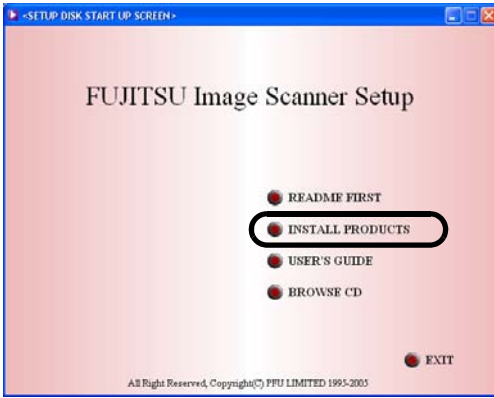 <SETUP DISK START UP SCREEN>
FUJITSU Image Scanner Setup
README FIRST
INSTALL PRODUCTS
USER'S GUIDE
BROWSE CD
EXIT
All Right Reserved, Copyright(C) PFU LIMITED 1995-2005